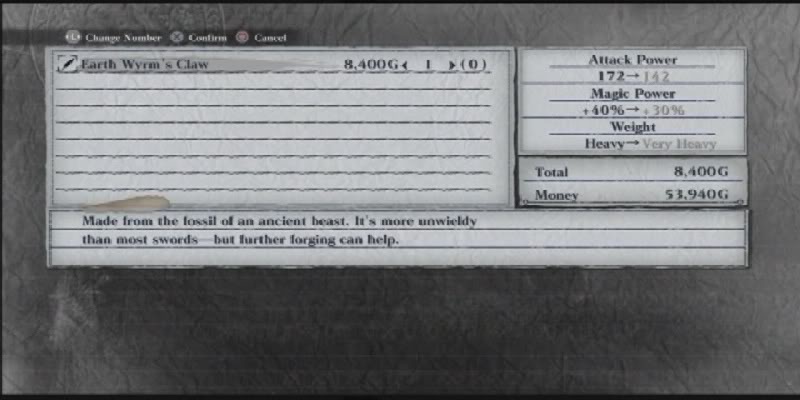 L Change Number X Confirm Cancel
Earth Wyrm's Claw 8,400G 1 (0)
Attack Power
172→142
Magic Power
+40%→+30%
Weight
Heavy→Very Heavy
Total 8,400G
Money 53,940G
Made from the fossil of an ancient beast. It's more unwieldy
than most swords—but further forging can help.